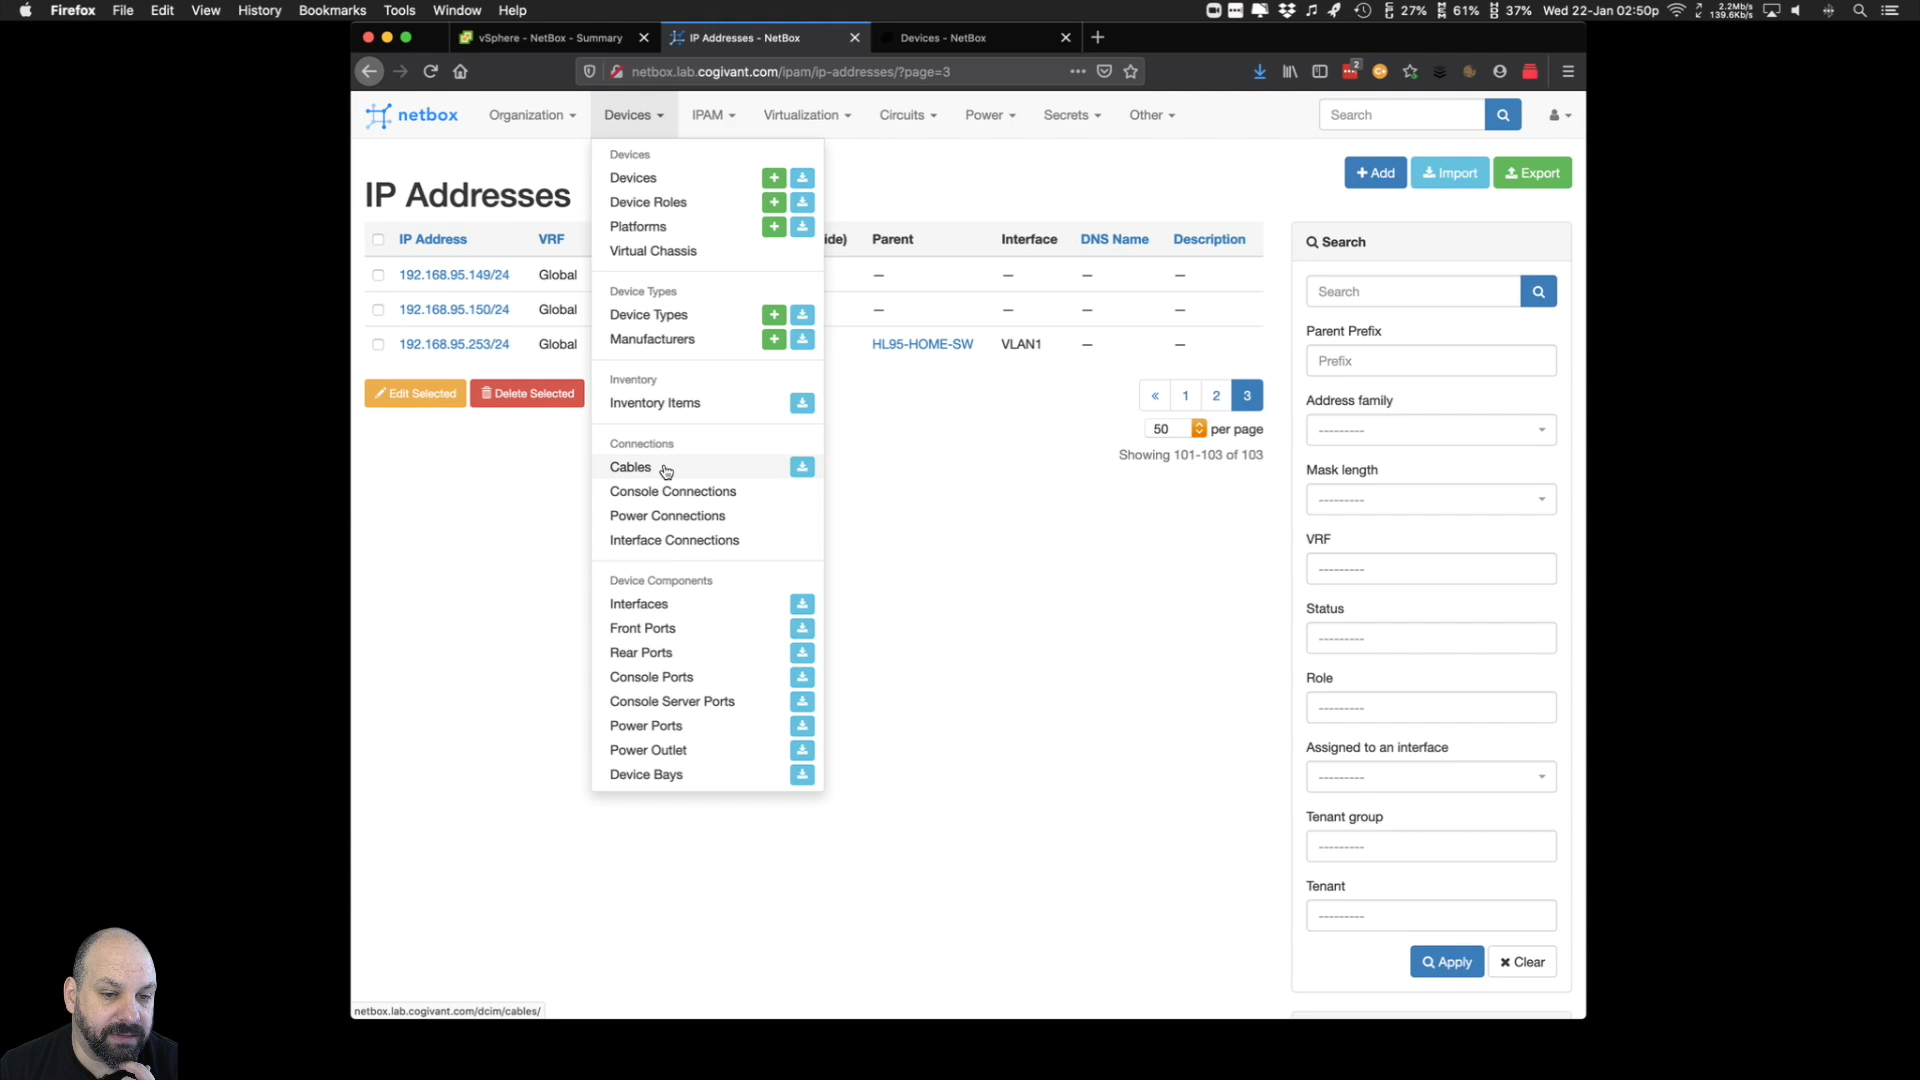 Firefox File Edit View History Bookmarks Tools Window Help 27% 61% 37% Wed 22-Jan 02:50p 2.2Mb/s 139.6Kb/s
vSphere - NetBox - Summary IP Addresses - NetBox Devices - NetBox
netbox.lab.cogivant.com/ipam/ip-addresses/?page=3 2
netbox Organization Devices IPAM Virtualization Circuits Power Secrets Other Search
Devices
Devices
Device Roles
Platforms
Virtual Chassis
Device Types
Device Types
Manufacturers
Inventory
Inventory Items
Connections
Cables
Console Connections
Power Connections
Interface Connections
Device Components
Interfaces
Front Ports
Rear Ports
Console Ports
Console Server Ports
Power Ports
Power Outlet
Device Bays
Add Import Export
IP Addresses
IP Address VRF ide) Parent Interface DNS Name Description
192.168.95.149/24 Global — — — —
192.168.95.150/24 Global — — — —
192.168.95.253/24 Global HL95-HOME-SW VLAN1 — —
Edit Selected Delete Selected
« 1 2 3
50 per page
Showing 101-103 of 103
Search
Search
Parent Prefix
Prefix
Address family
---------
Mask length
---------
VRF
---------
Status
---------
Role
---------
Assigned to an interface
---------
Tenant group
---------
Tenant
---------
Apply Clear
netbox.lab.cogivant.com/dcim/cables/